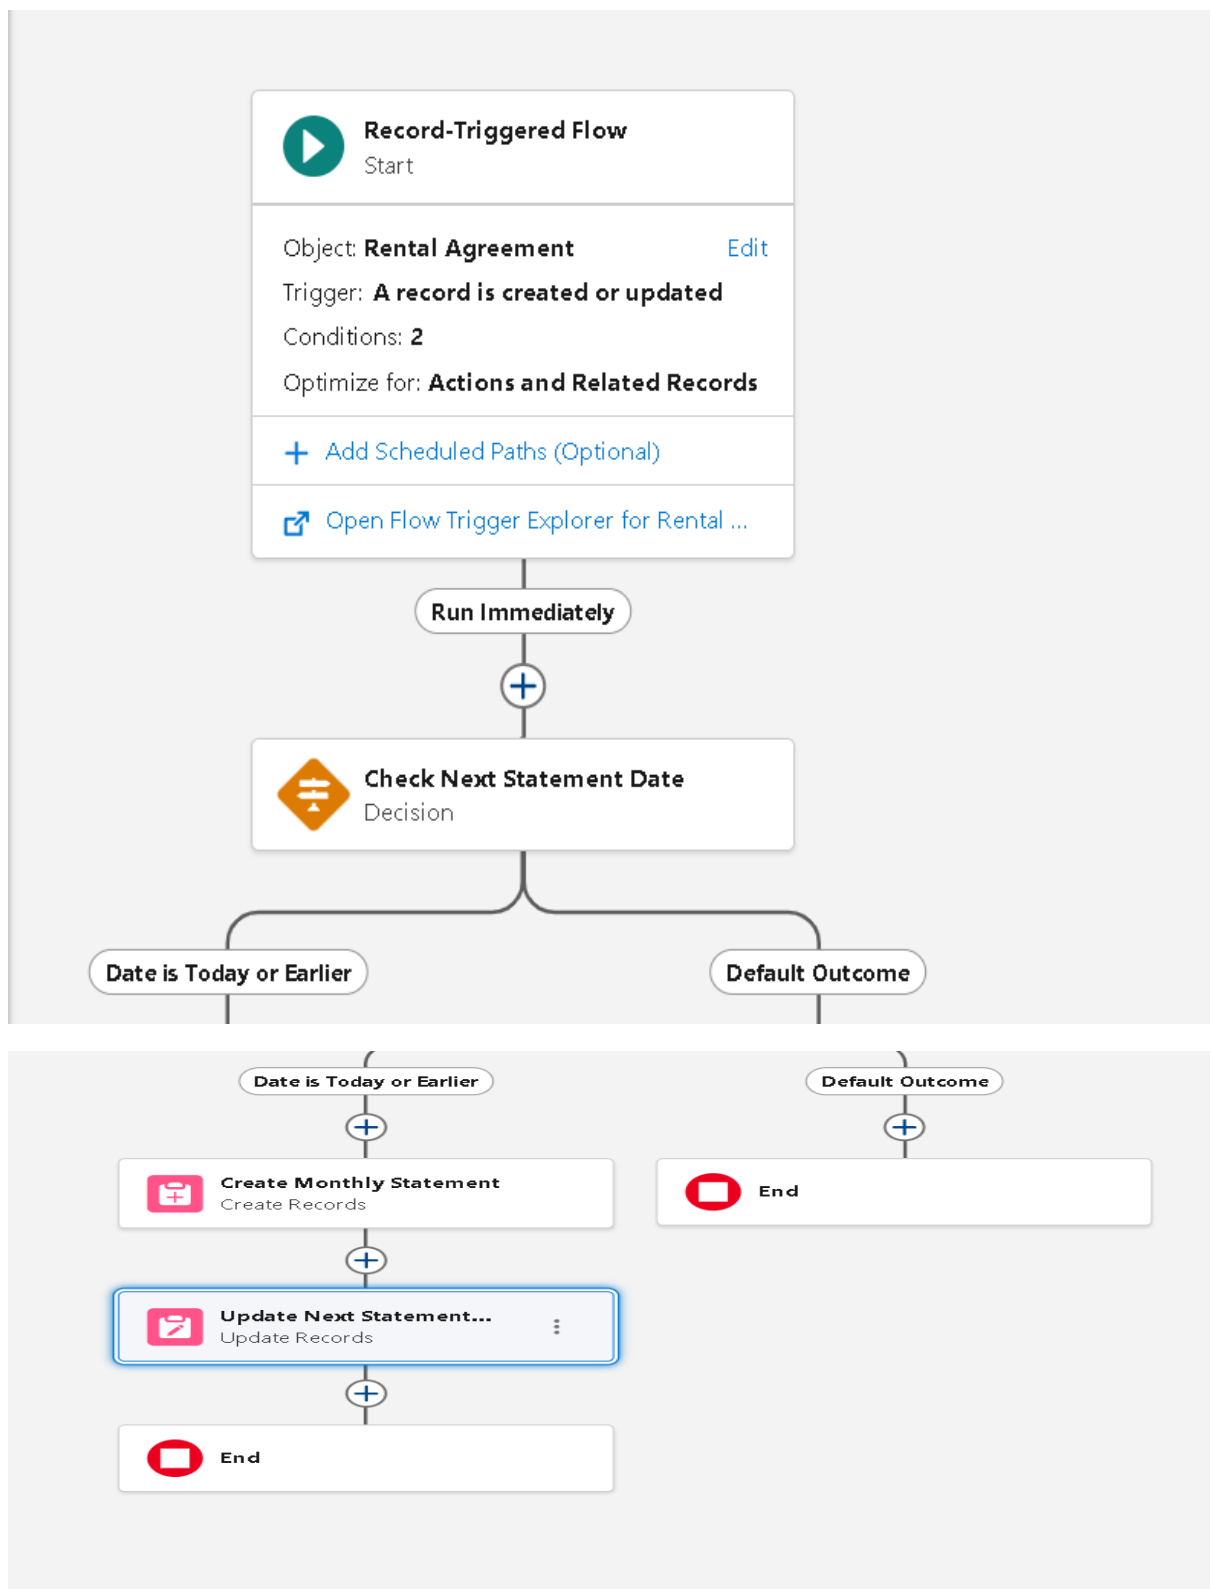 Record-Triggered Flow
Start
Object: Rental Agreement
Edit
Trigger: A record is created or updated
Conditions: 2
Optimize for: Actions and Related Records
Add Scheduled Paths (Optional)
Open Flow Trigger Explorer for Rental ...
Run Immediately
Check Next Statement Date
Decision
Date is Today or Earlier
Default Outcome
Date is Today or Earlier
Default Outcome
Create Monthly Statement
Create Records
End
Update Next Statement...
Update Records
End